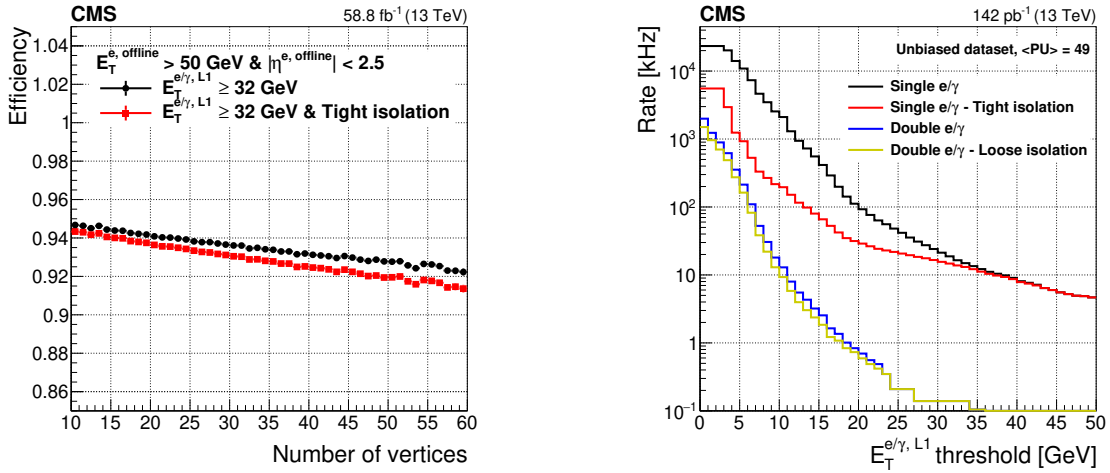 CMS 58.8 fb⁻¹ (13 TeV)
E_T^{e, offline} > 50 GeV & |η^{e, offline}| < 2.5
E_T^{e/γ, L1} ≥ 32 GeV
E_T^{e/γ, L1} ≥ 32 GeV & Tight isolation
Efficiency
1.04
1.02
1
0.98
0.96
0.94
0.92
0.9
0.88
0.86
10 15 20 25 30 35 40 45 50 55 60
Number of vertices
CMS 142 pb⁻¹ (13 TeV)
Unbiased dataset, <PU> = 49
Single e/γ
Single e/γ - Tight isolation
Double e/γ
Double e/γ - Loose isolation
Rate [kHz]
10⁴
10³
10²
10
1
10⁻¹
0 5 10 15 20 25 30 35 40 45 50
E_T^{e/γ, L1} threshold [GeV]